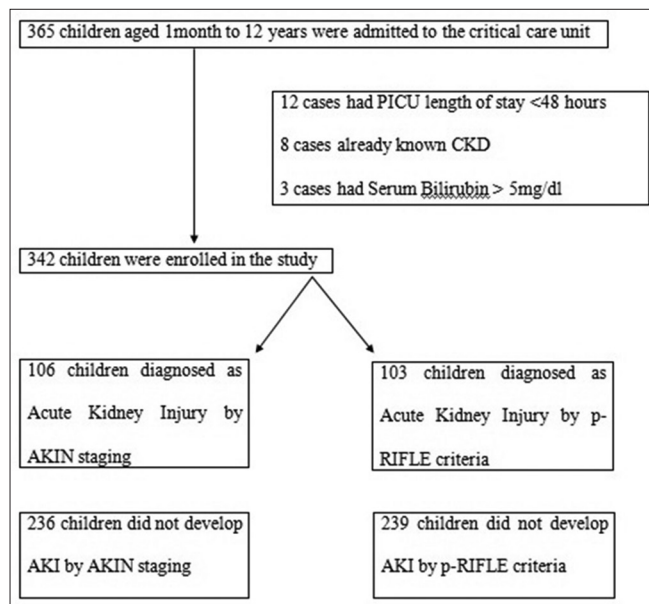 365 children aged 1month to 12 years were admitted to the critical care unit
12 cases had PICU length of stay <48 hours
8 cases already known CKD
3 cases had Serum Bilirubin > 5mg/dl
342 children were enrolled in the study
106 children diagnosed as
Acute Kidney Injury by
AKIN staging
103 children diagnosed as
Acute Kidney Injury by p-
RIFLE criteria
236 children did not develop
AKI by AKIN staging
239 children did not develop
AKI by p-RIFLE criteria